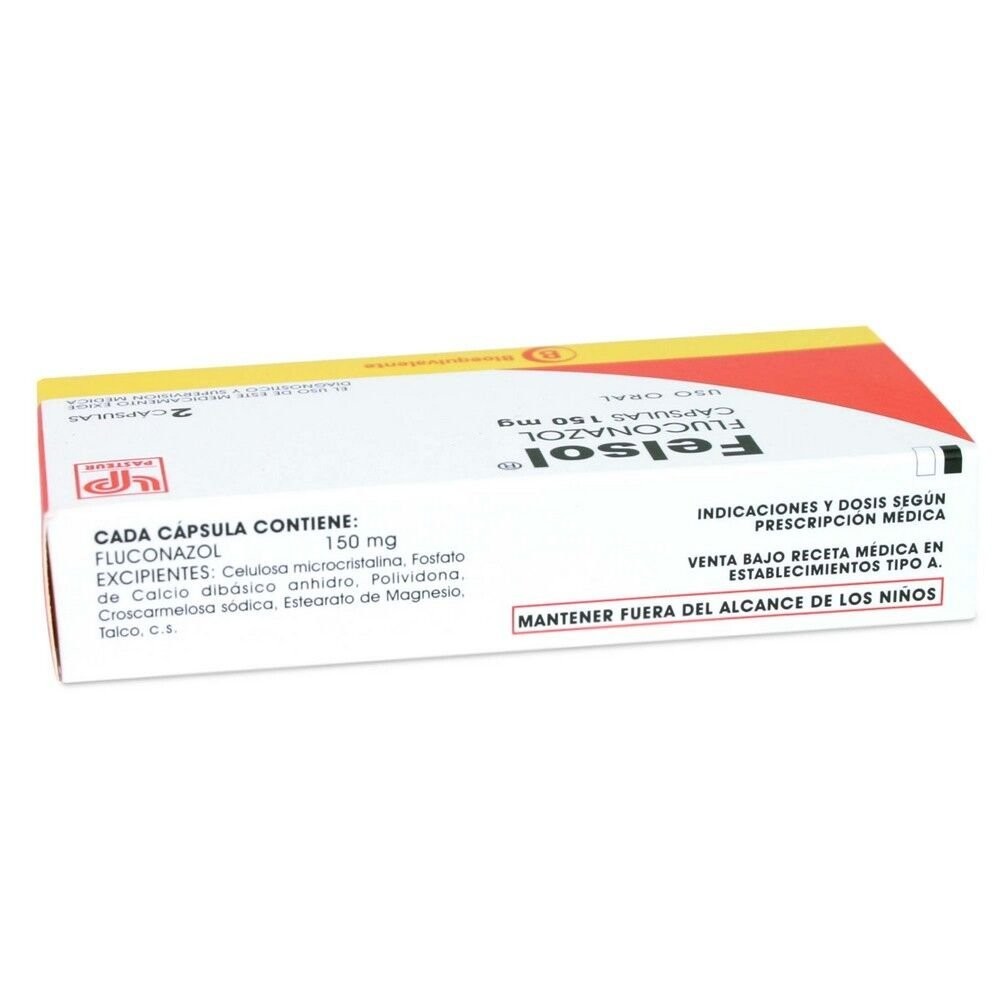 Felsol®
FLUCONAZOL
CÁPSULAS 150 mg
USO ORAL
2 CÁPSULAS
EL USO DE ESTE MEDICAMENTO EXIGE
DIAGNOSTICO Y SUPERVISION MEDICA
B Bioequivalente
PASTEUR
CADA CÁPSULA CONTIENE:
FLUCONAZOL 150 mg
EXCIPIENTES: Celulosa microcristalina, Fosfato
de Calcio dibásico anhidro, Polividona,
Croscarmelosa sódica, Estearato de Magnesio,
Talco, c.s.
INDICACIONES Y DOSIS SEGÚN
PRESCRIPCIÓN MÉDICA
VENTA BAJO RECETA MÉDICA EN
ESTABLECIMIENTOS TIPO A.
MANTENER FUERA DEL ALCANCE DE LOS NIÑOS